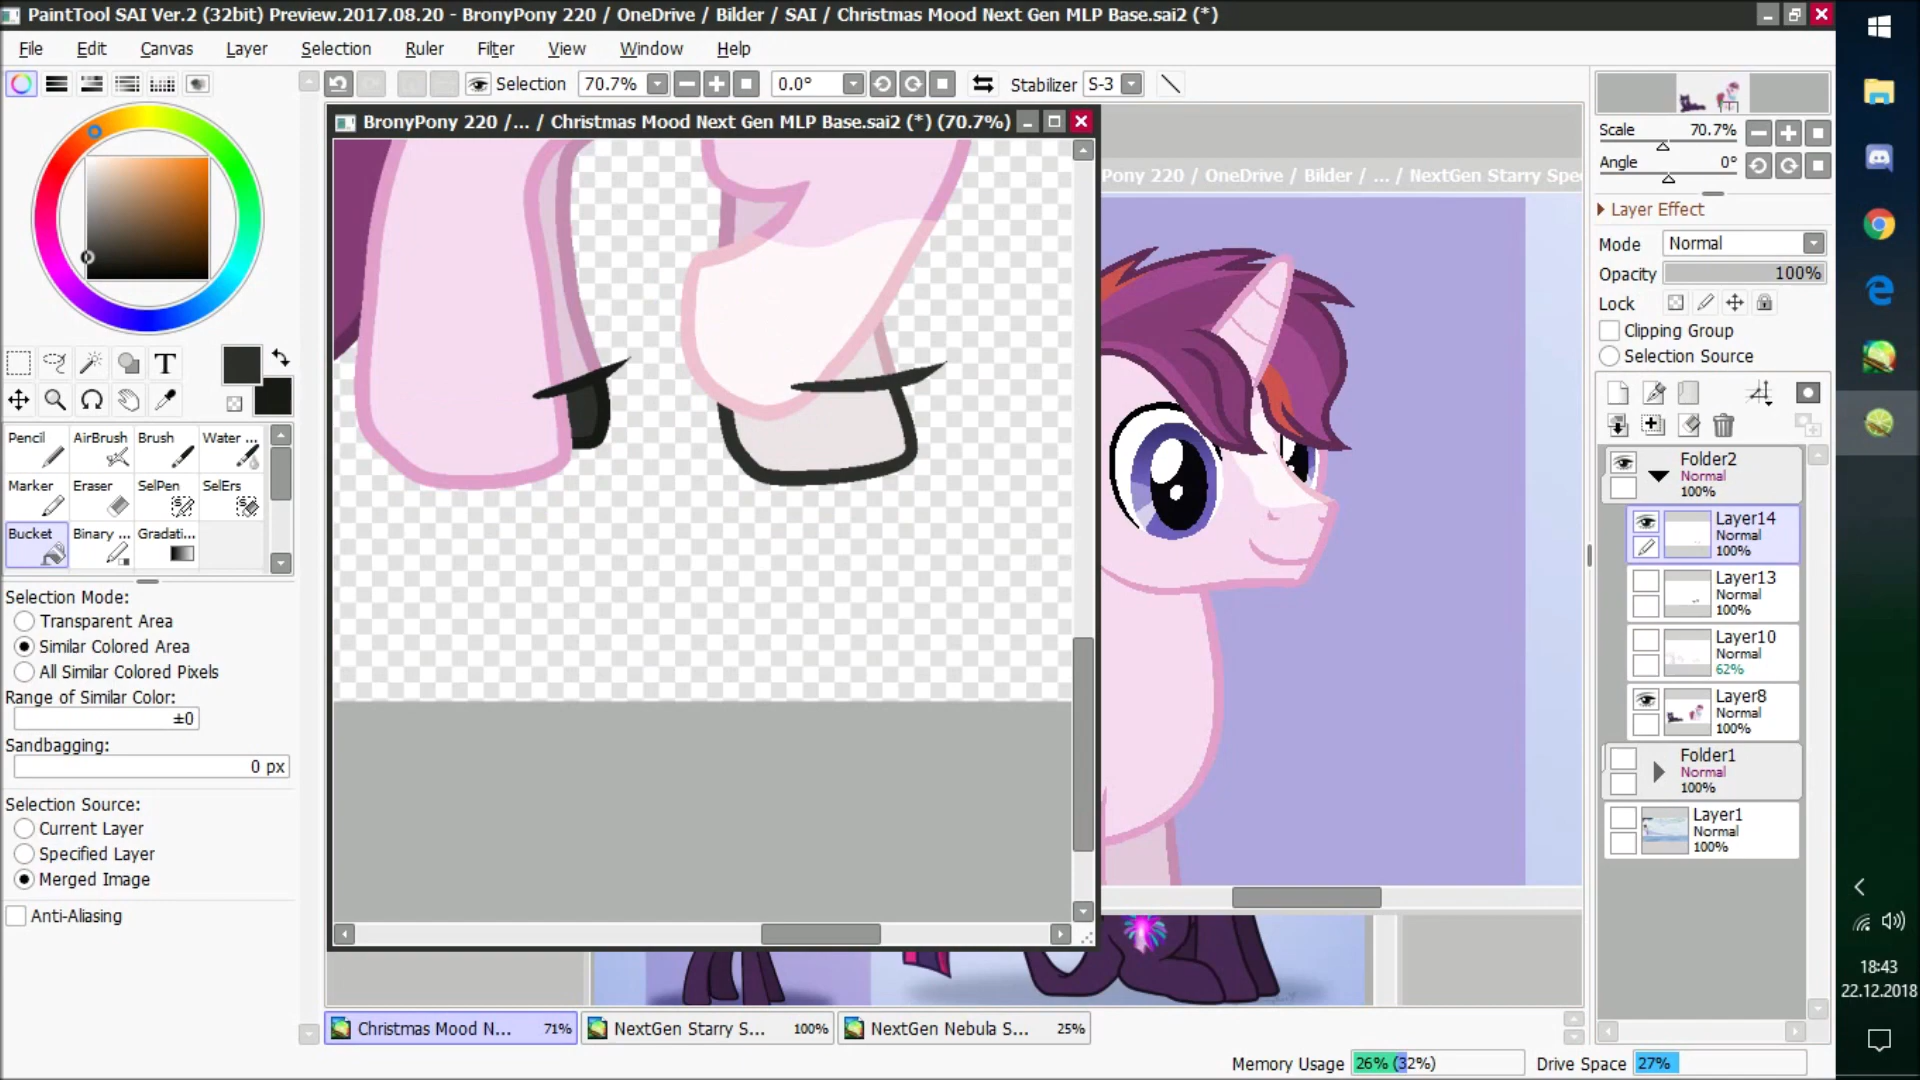 PaintTool SAI Ver.2 (32bit) Preview.2017.08.20 - BronyPony 220 / OneDrive / Bilder / SAI / Christmas Mood Next Gen MLP Base.sai2 (*)
File Edit Canvas Layer Selection Ruler Filter View Window Help
Selection 70.7% 0.0° Stabilizer S-3
BronyPony 220 /... / Christmas Mood Next Gen MLP Base.sai2 (*) (70.7%)
Pony 220 / OneDrive / Bilder / ... / NextGen Starry Spe
Scale 70.7%
Angle 0°
Layer Effect
Mode Normal
Opacity 100%
Lock
Clipping Group
Selection Source
T
Pencil AirBrush Brush Water ...
Marker Eraser SelPen SelErs
Bucket Binary ... Gradati...
Selection Mode:
Transparent Area
Similar Colored Area
All Similar Colored Pixels
Range of Similar Color:
±0
Sandbagging:
0 px
Selection Source:
Current Layer
Specified Layer
Merged Image
Anti-Aliasing
Folder2
Normal
100%
Layer14
Normal
100%
Layer13
Normal
100%
Layer10
Normal
62%
Layer8
Normal
100%
Folder1
Normal
100%
Layer1
Normal
100%
Christmas Mood N... 71%
NextGen Starry S... 100%
NextGen Nebula S... 25%
Memory Usage 26% (32%) Drive Space 27%
18:43
22.12.2018